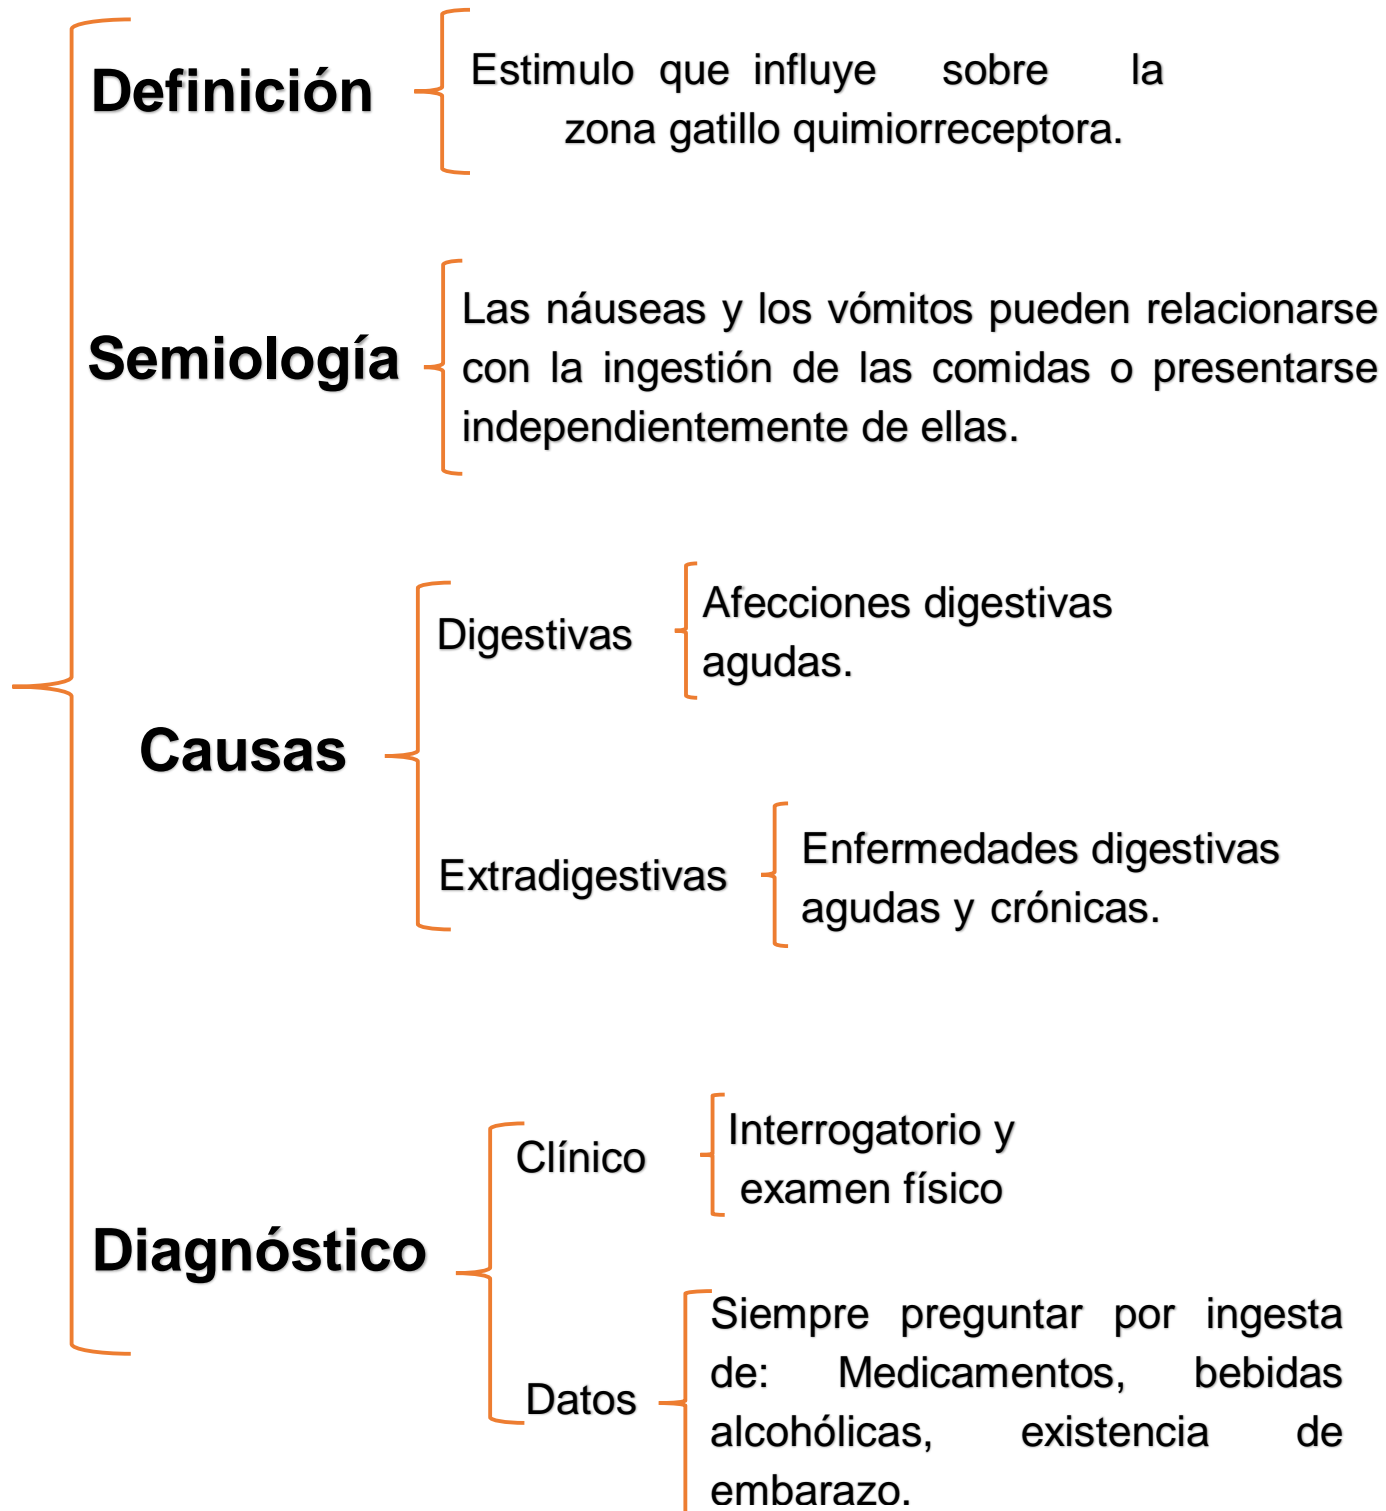 Definición
Estimulo que influye sobre la
zona gatillo quimiorreceptora.
Semiología
Las náuseas y los vómitos pueden relacionarse
con la ingestión de las comidas o presentarse
independientemente de ellas.
Causas
Digestivas
Afecciones digestivas
agudas.
Extradigestivas
Enfermedades digestivas
agudas y crónicas.
Diagnóstico
Clínico
Interrogatorio y
examen físico
Datos
Siempre preguntar por ingesta
de: Medicamentos, bebidas
alcohólicas, existencia de
embarazo.